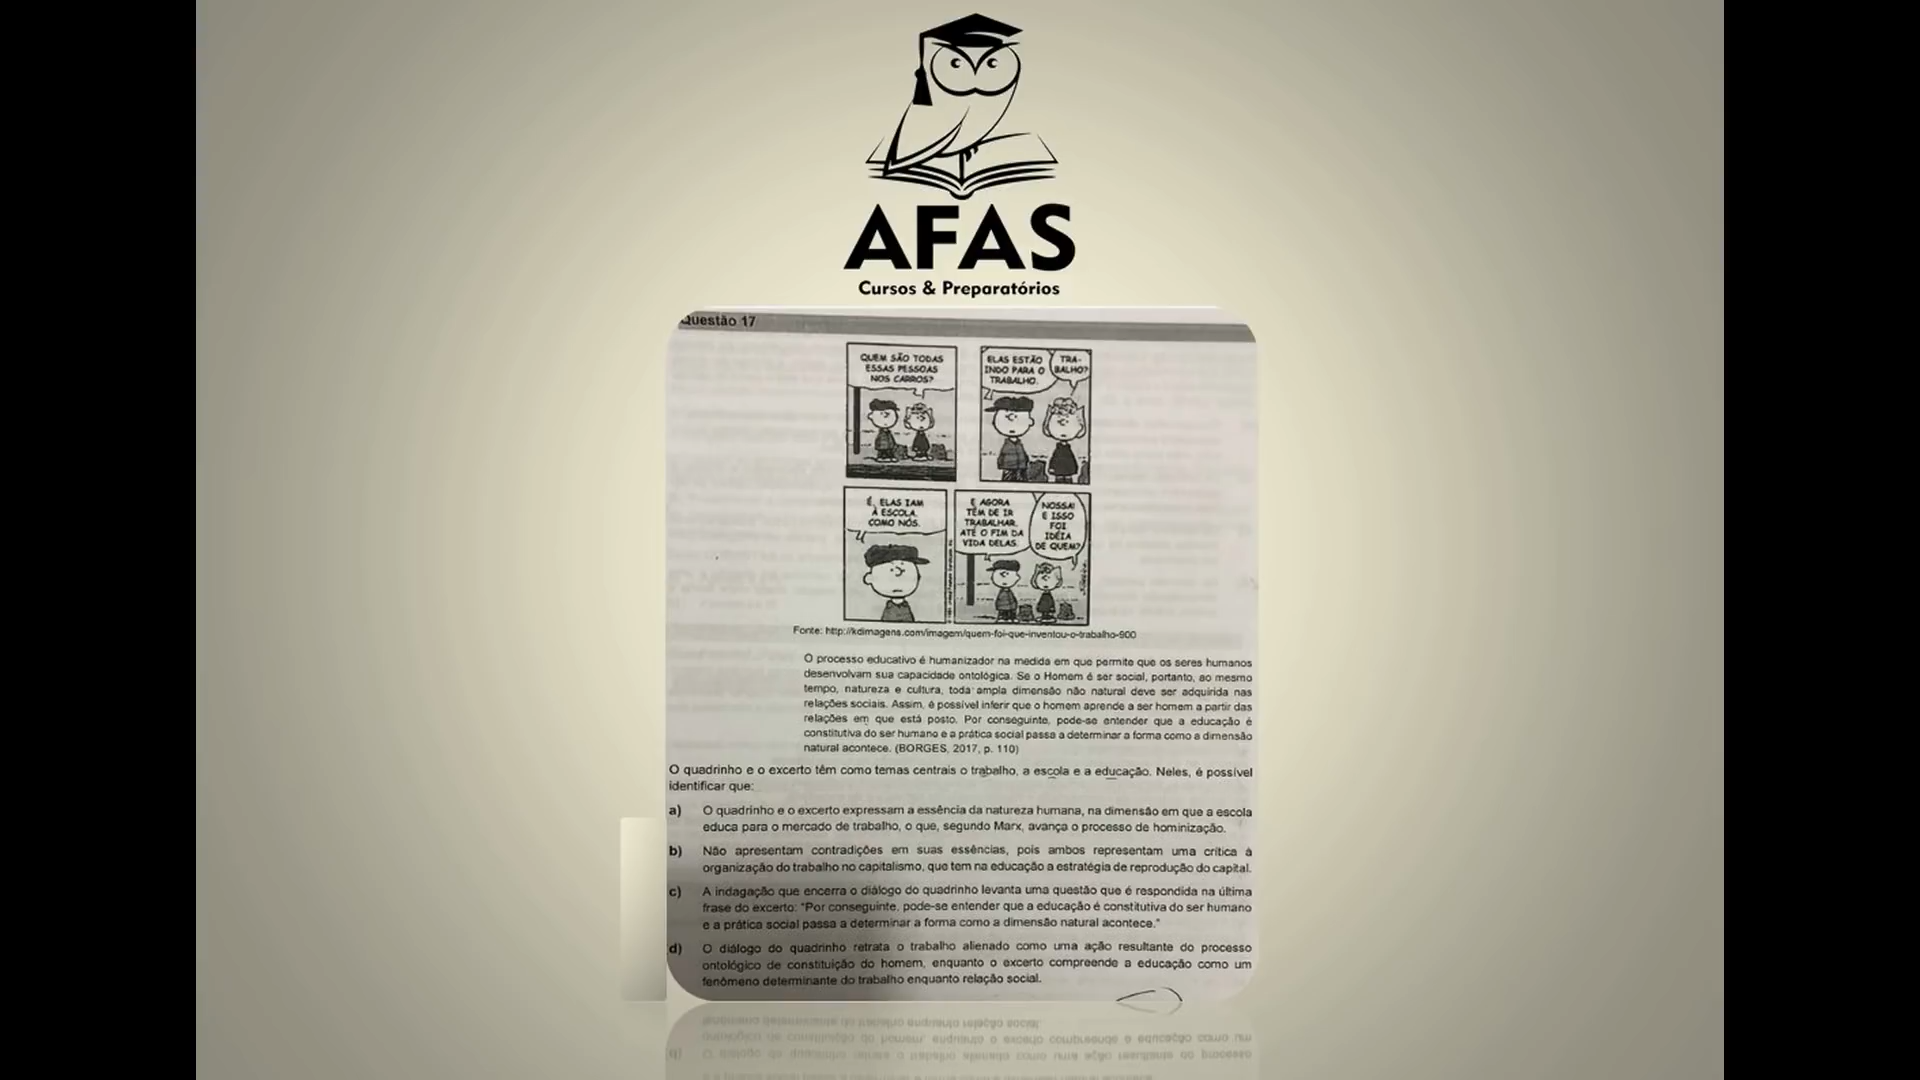 AFAS
Cursos & Preparatórios
Questão 17
QUEM SÃO TODAS
ESSAS PESSOAS
NOS CARROS?
ELAS ESTÃO
INDO PARA O
TRABALHO.
TRA-
BALHO?
É, ELAS IAM
À ESCOLA,
COMO NÓS.
E AGORA
TÊM DE IR
TRABALHAR
ATÉ O FIM DA
VIDA DELAS.
NOSSA!
E ISSO
FOI
IDÉIA
DE QUEM?
Fonte: http://kdimagens.com/imagem/quem-foi-que-inventou-o-trabalho-900
O processo educativo é humanizador na medida em que permite que os seres humanos
desenvolvam sua capacidade ontológica. Se o Homem é ser social, portanto, ao mesmo
tempo, natureza e cultura, toda ampla dimensão não natural deve ser adquirida nas
relações sociais. Assim, é possível inferir que o homem aprende a ser homem a partir das
relações em que está posto. Por conseguinte, pode-se entender que a educação é
constitutiva do ser humano e a prática social passa a determinar a forma como a dimensão
natural acontece. (BORGES, 2017, p. 110)
O quadrinho e o excerto têm como temas centrais o trabalho, a escola e a educação. Neles, é possível
identificar que:
a) O quadrinho e o excerto expressam a essência da natureza humana, na dimensão em que a escola
educa para o mercado de trabalho, o que, segundo Marx, avança o processo de hominização.
b) Não apresentam contradições em suas essências, pois ambos representam uma crítica à
organização do trabalho no capitalismo, que tem na educação a estratégia de reprodução do capital.
c) A indagação que encerra o diálogo do quadrinho levanta uma questão que é respondida na última
frase do excerto: "Por conseguinte, pode-se entender que a educação é constitutiva do ser humano
e a prática social passa a determinar a forma como a dimensão natural acontece."
d) O diálogo do quadrinho retrata o trabalho alienado como uma ação resultante do processo
ontológico de constituição do homem, enquanto o excerto compreende a educação como um
fenômeno determinante do trabalho enquanto relação social.